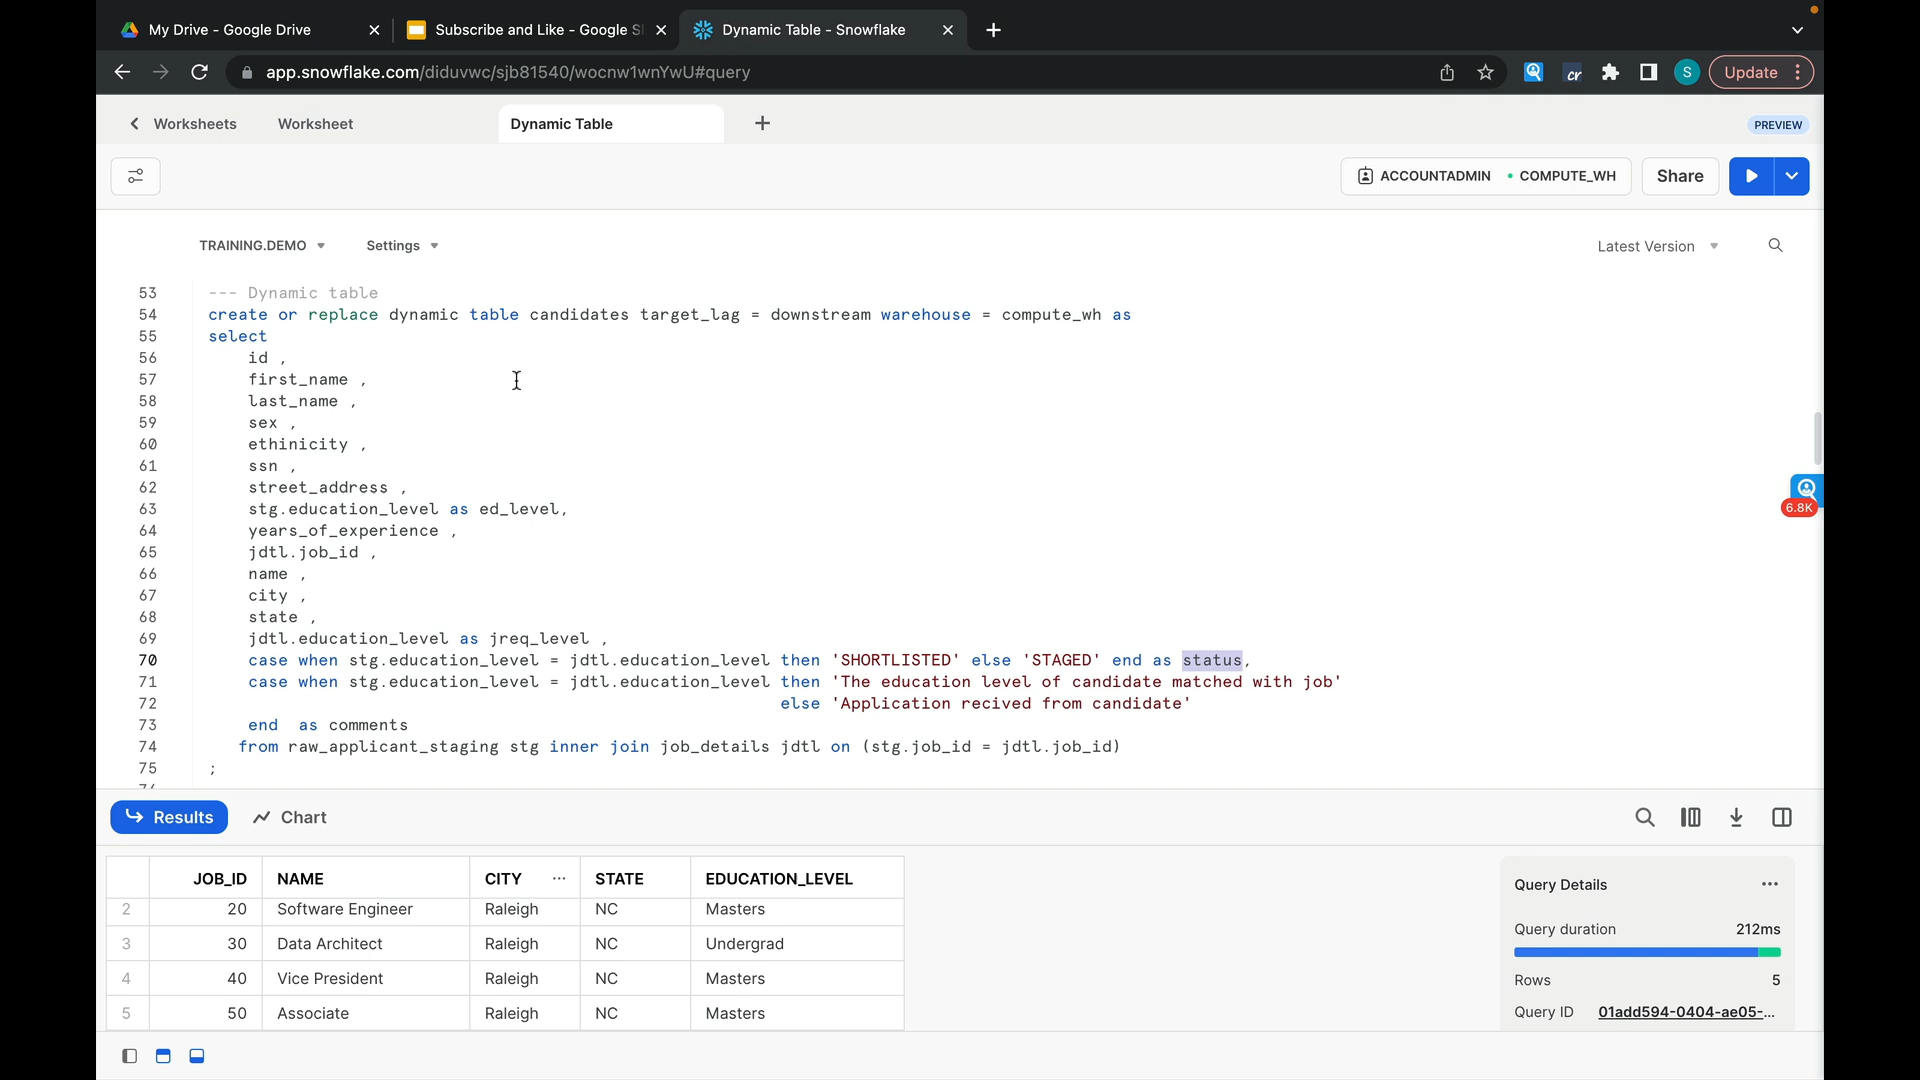 My Drive - Google Drive
Subscribe and Like - Google Sl
Dynamic Table - Snowflake
app.snowflake.com/diduvwc/sjb81540/wocnw1wnYwU#query
cr
S
Update
Worksheets
Worksheet
Dynamic Table
PREVIEW
ACCOUNTADMIN
COMPUTE_WH
Share
TRAINING.DEMO
Settings
Latest Version
53 --- Dynamic table
54 create or replace dynamic table candidates target_lag = downstream warehouse = compute_wh as
55 select
56 id ,
57 first_name ,
58 last_name ,
59 sex ,
60 ethinicity ,
61 ssn ,
62 street_address ,
63 stg.education_level as ed_level,
64 years_of_experience ,
65 jdtl.job_id ,
66 name ,
67 city ,
68 state ,
69 jdtl.education_level as jreq_level ,
70 case when stg.education_level = jdtl.education_level then 'SHORTLISTED' else 'STAGED' end as status,
71 case when stg.education_level = jdtl.education_level then 'The education level of candidate matched with job'
72 else 'Application recived from candidate'
73 end as comments
74 from raw_applicant_staging stg inner join job_details jdtl on (stg.job_id = jdtl.job_id)
75 ;
6.8K
Results
Chart
JOB_ID NAME CITY ... STATE EDUCATION_LEVEL
2 20 Software Engineer Raleigh NC Masters
3 30 Data Architect Raleigh NC Undergrad
4 40 Vice President Raleigh NC Masters
5 50 Associate Raleigh NC Masters
Query Details
Query duration 212ms
Rows 5
Query ID 01add594-0404-ae05-...